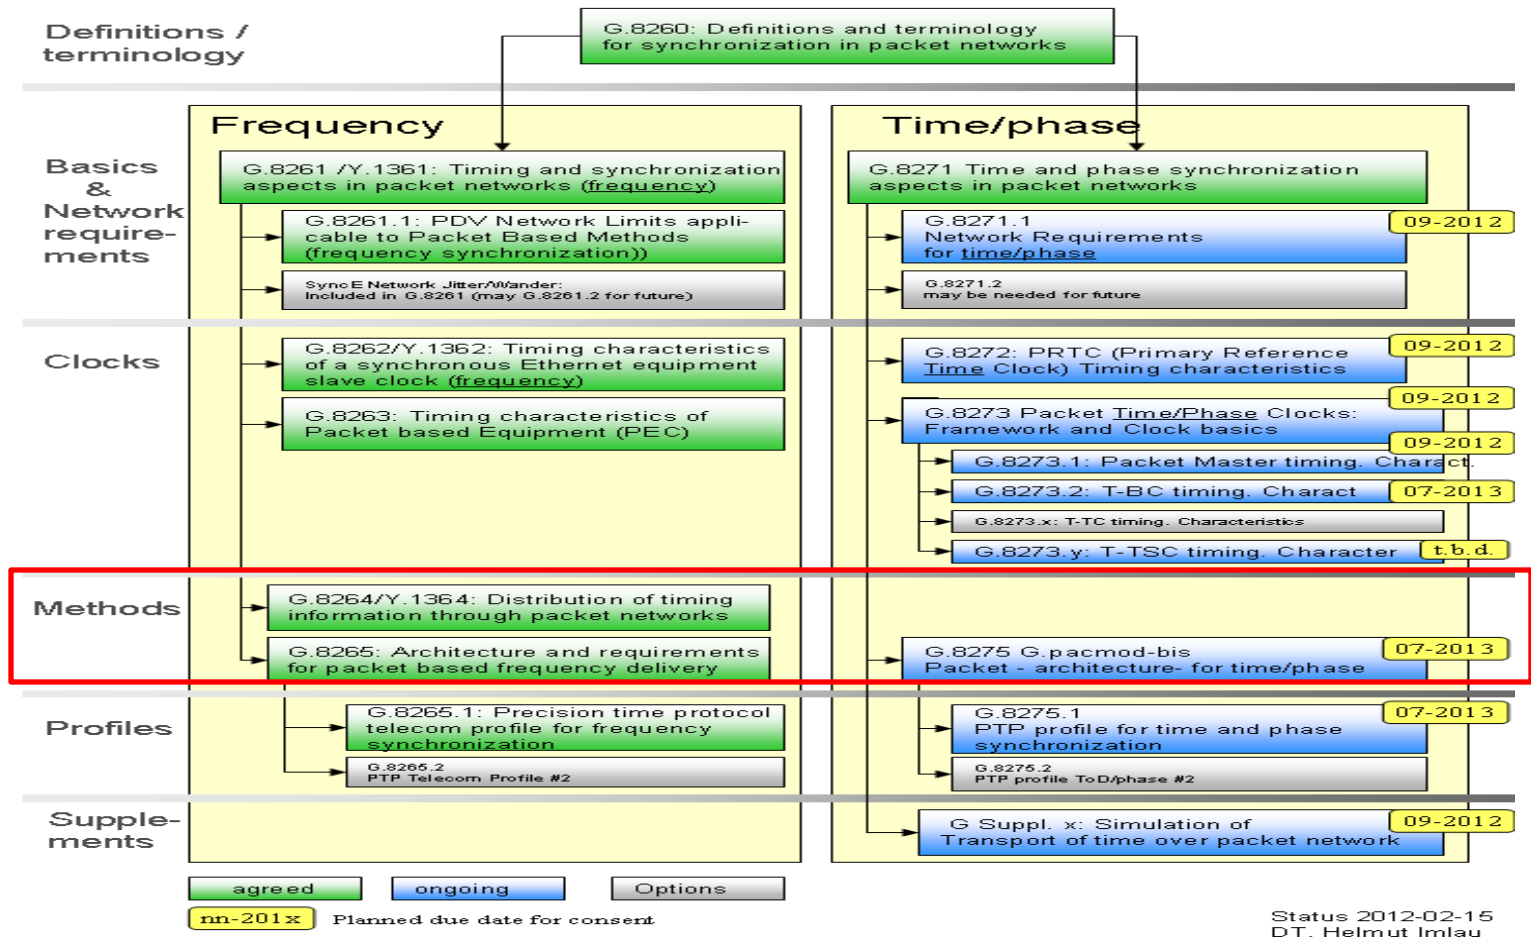 Definitions /
terminology
G.8260: Definitions and terminology
for synchronization in packet networks
Frequency
Time/phase
Basics
&
Network
require-
ments
G.8261 /Y.1361: Timing and synchronization
aspects in packet networks (frequency)
G.8261.1: PDV Network Limits appli-
cable to Packet Based Methods
(frequency synchronization))
SyncE Network Jitter/Wander:
Included in G.8261 (may G.8261.2 for future)
G.8271 Time and phase synchronization
aspects in packet networks
G.8271.1
Network Requirements
for time/phase
09-2012
G.8271.2
may be needed for future
Clocks
G.8262/Y.1362: Timing characteristics
of a synchronous Ethernet equipment
slave clock (frequency)
G.8263: Timing characteristics of
Packet based Equipment (PEC)
G.8272: PRTC (Primary Reference
Time Clock) Timing characteristics
09-2012
G.8273 Packet Time/Phase Clocks:
Framework and Clock basics
09-2012
09-2012
G.8273.1: Packet Master timing. Charact.
G.8273.2: T-BC timing. Charact
07-2013
G.8273.x: T-TC timing. Characteristics
G.8273.y: T-TSC timing. Character
t.b.d.
Methods
G.8264/Y.1364: Distribution of timing
information through packet networks
G.8265: Architecture and requirements
for packet based frequency delivery
G.8275 G.pacmod-bis
Packet - architecture- for time/phase
07-2013
Profiles
G.8265.1: Precision time protocol
telecom profile for frequency
synchronization
G.8265.2
PTP Telecom Profile #2
G.8275.1
PTP profile for time and phase
synchronization
07-2013
G.8275.2
PTP profile ToD/phase #2
Supple-
ments
G Suppl. x: Simulation of
Transport of time over packet network
09-2012
agreed
ongoing
Options
nn-201x
Planned due date for consent
Status 2012-02-15
DT, Helmut Imlau